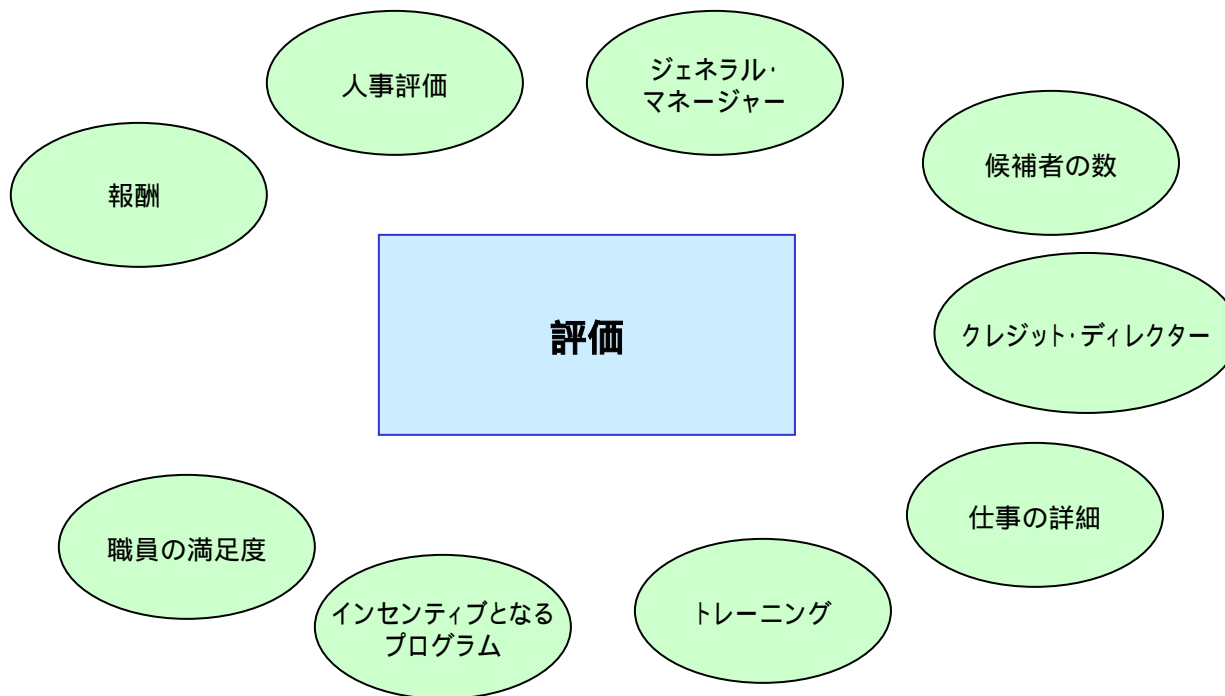 人事評価
ジェネラル・
マネージャー
候補者の数
報酬
評価
クレジット・ディレクター
仕事の詳細
職員の満足度
インセンティブとなる
プログラム
トレーニング